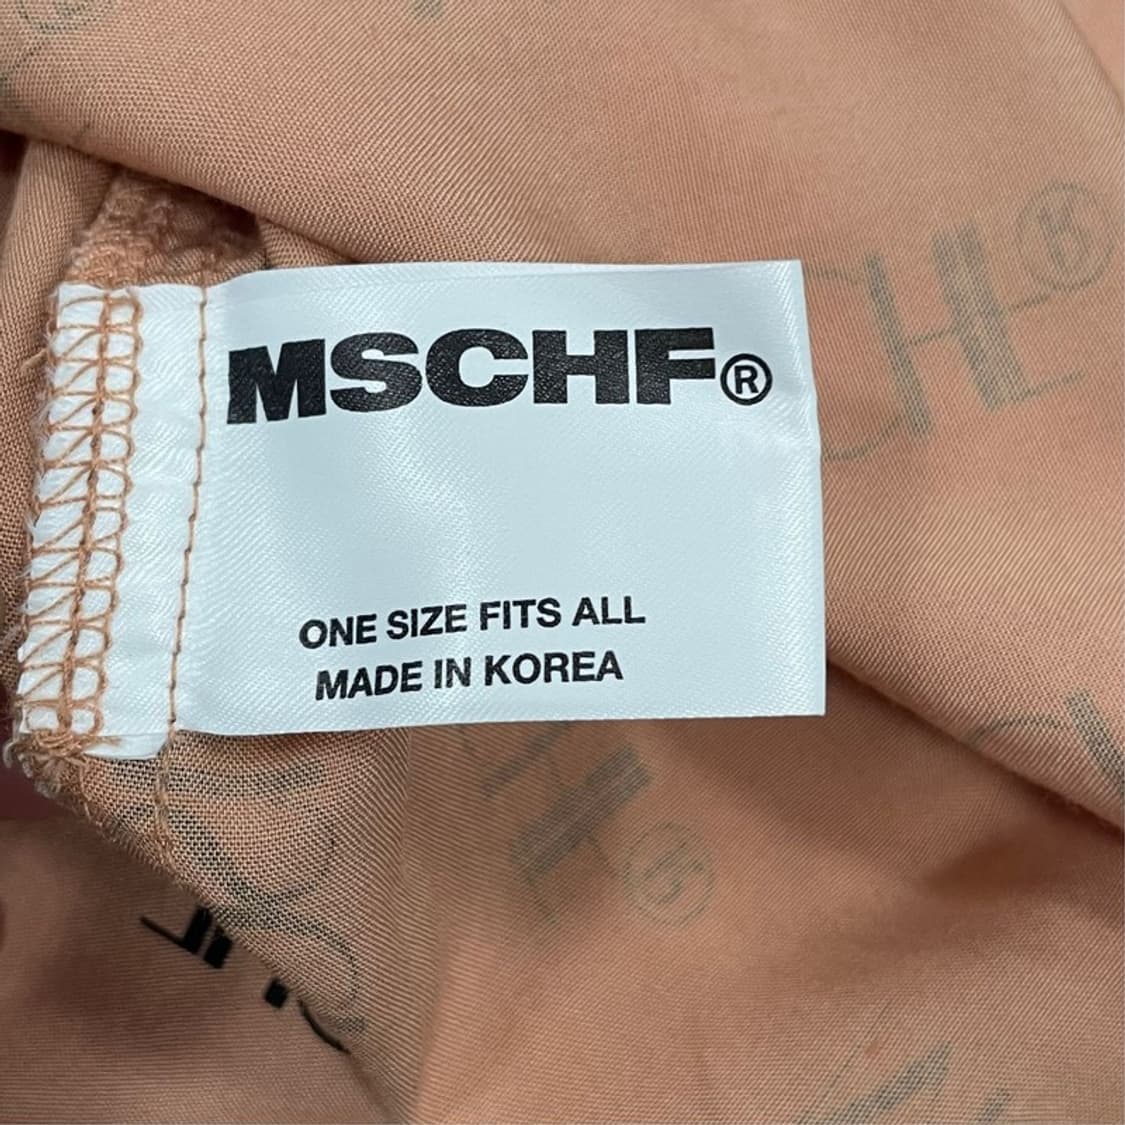 MSCHF®
ONE SIZE FITS ALL
MADE IN KOREA